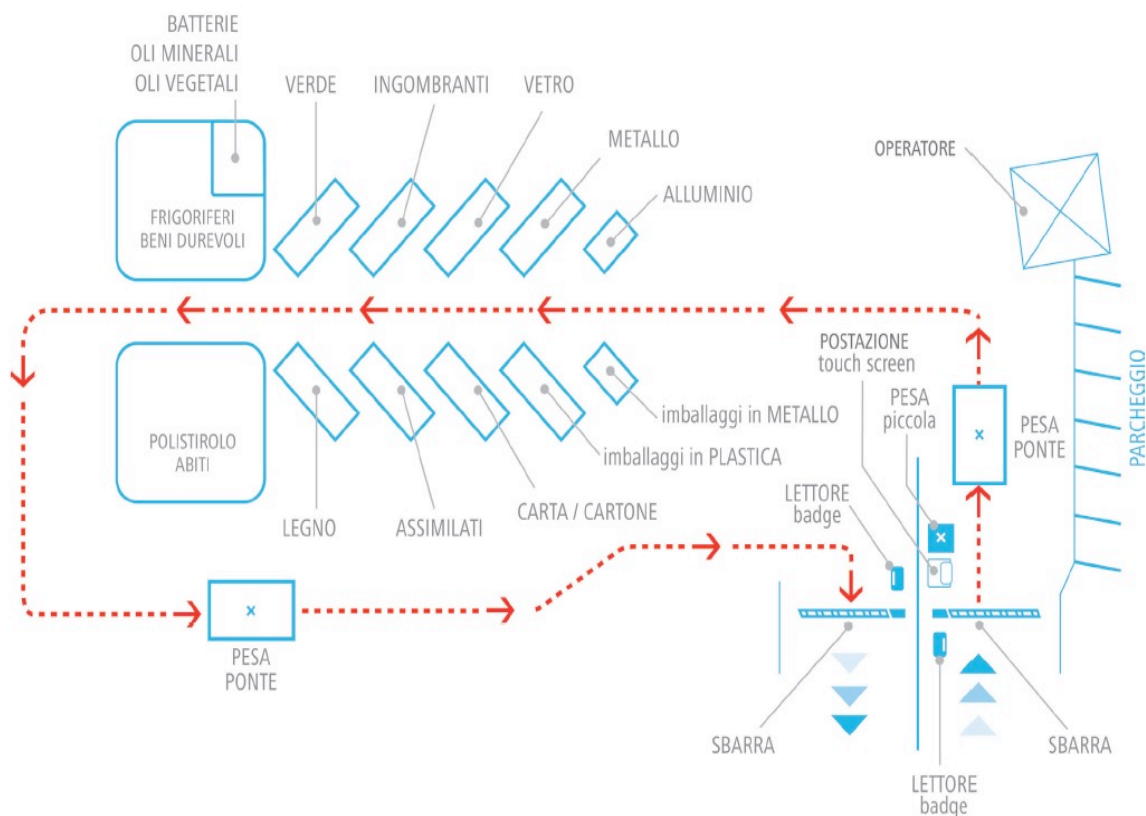 BATTERIE
OLI MINERALI
OLI VEGETALI
VERDE
INGOMBRANTI
VETRO
METALLO
ALLUMINIO
OPERATORE
FRIGORIFERI
BENI DUREVOLI
POSTAZIONE
touch screen
PESA
piccola
PESA
PONTE
PARCHEGGIO
imballaggi in METALLO
imballaggi in PLASTICA
POLISTIROLO
ABITI
LEGNO
ASSIMILATI
CARTA / CARTONE
LETTORE
badge
PESA
PONTE
SBARRA
SBARRA
LETTORE
badge